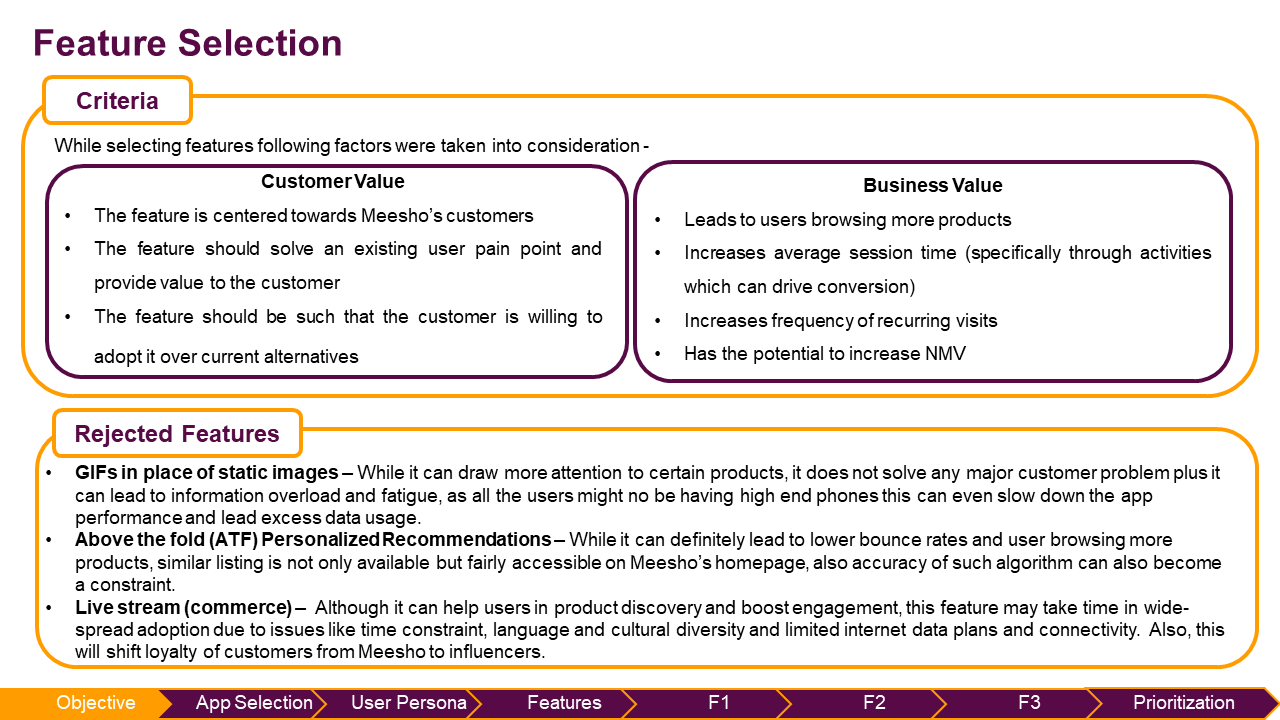 Feature Selection
Criteria
While selecting features following factors were taken into consideration -
Customer Value
• The feature is centered towards Meesho’s customers
• The feature should solve an existing user pain point and
provide value to the customer
• The feature should be such that the customer is willing to
adopt it over current alternatives
Business Value
• Leads to users browsing more products
• Increases average session time (specifically through activities
which can drive conversion)
• Increases frequency of recurring visits
• Has the potential to increase NMV
Rejected Features
• GIFs in place of static images – While it can draw more attention to certain products, it does not solve any major customer problem plus it
can lead to information overload and fatigue, as all the users might no be having high end phones this can even slow down the app
performance and lead excess data usage.
• Above the fold (ATF) Personalized Recommendations – While it can definitely lead to lower bounce rates and user browsing more
products, similar listing is not only available but fairly accessible on Meesho’s homepage, also accuracy of such algorithm can also become
a constraint.
• Live stream (commerce) – Although it can help users in product discovery and boost engagement, this feature may take time in wide-
spread adoption due to issues like time constraint, language and cultural diversity and limited internet data plans and connectivity. Also, this
will shift loyalty of customers from Meesho to influencers.
Objective App Selection User Persona Features F1 F2 F3 Prioritization